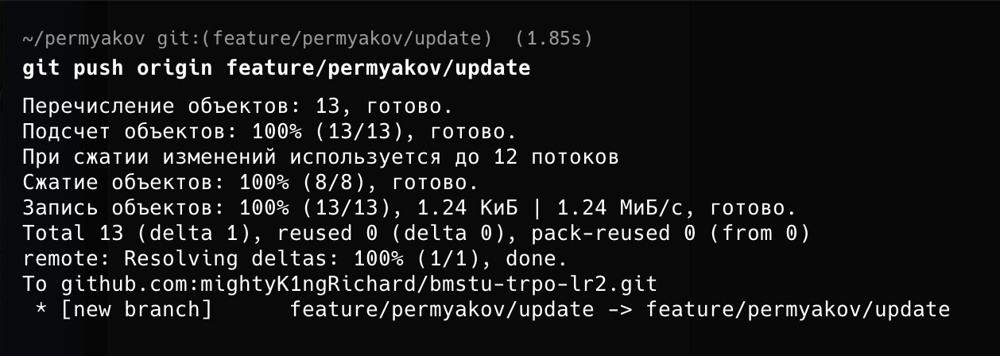 ~/permyakov git:(feature/permyakov/update) (1.85s)
git push origin feature/permyakov/update
Перечисление объектов: 13, готово.
Подсчет объектов: 100% (13/13), готово.
При сжатии изменений используется до 12 потоков
Сжатие объектов: 100% (8/8), готово.
Запись объектов: 100% (13/13), 1.24 КиБ | 1.24 МиБ/с, готово.
Total 13 (delta 1), reused 0 (delta 0), pack-reused 0 (from 0)
remote: Resolving deltas: 100% (1/1), done.
To github.com:mightyK1ngRichard/bmstu-trpo-lr2.git
 * [new branch]      feature/permyakov/update -> feature/permyakov/update